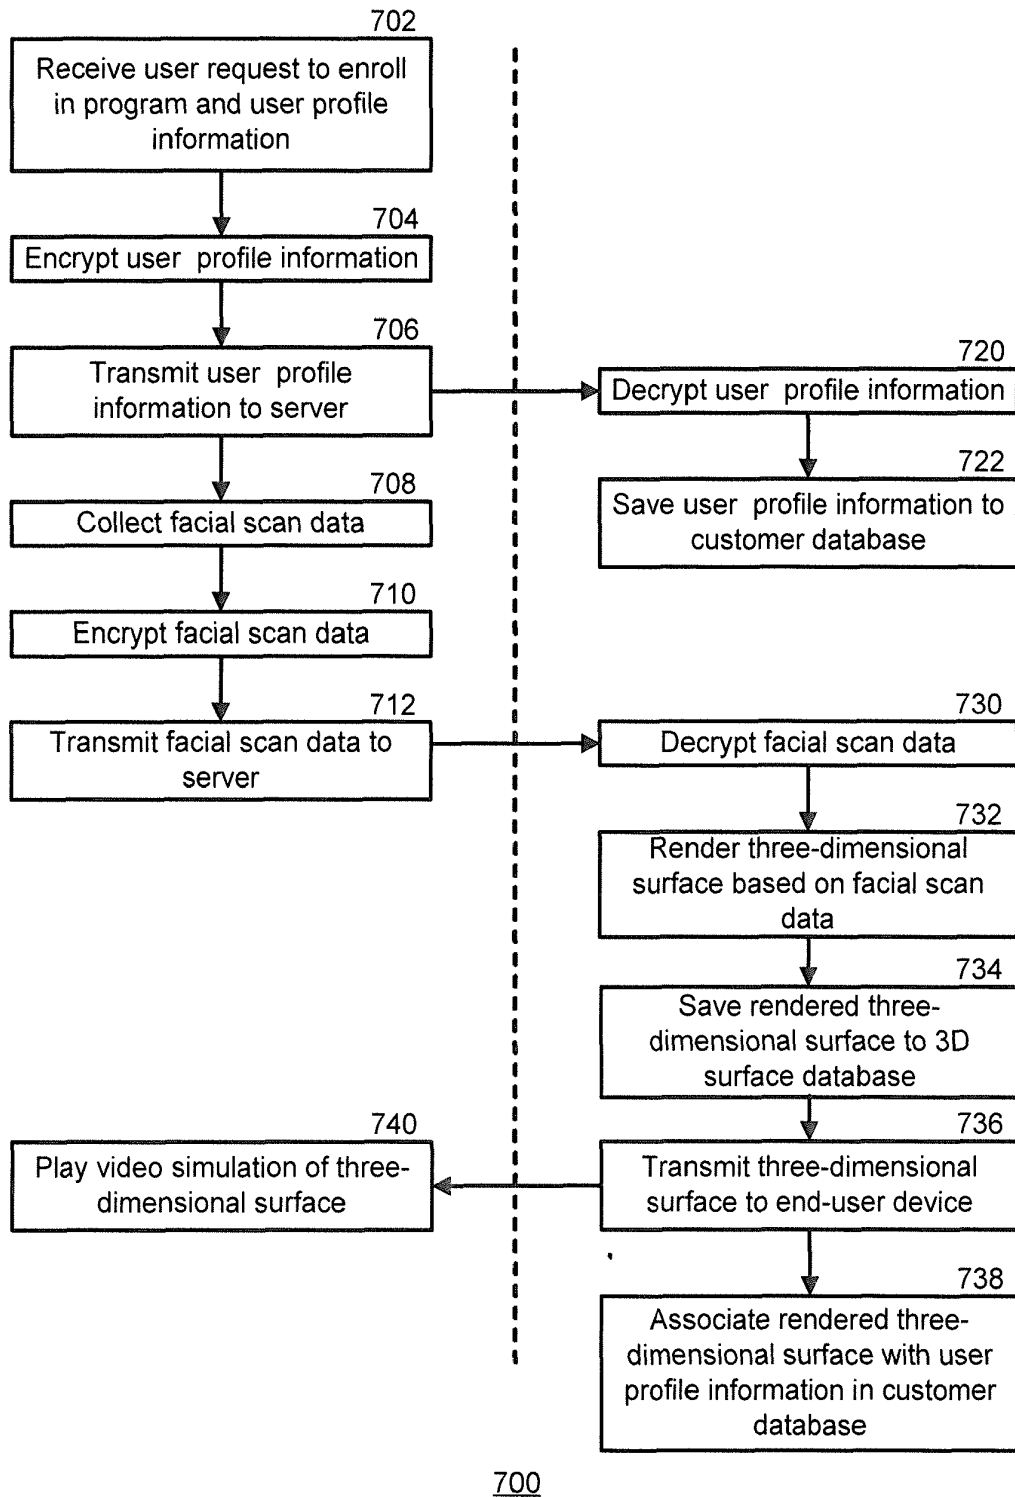 702
Receive user request to enroll
in program and user profile
information
704
Encrypt user profile information
706
Transmit user profile
information to server
708
Collect facial scan data
710
Encrypt facial scan data
712
Transmit facial scan data to
server
720
Decrypt user profile information
722
Save user profile information to
customer database
730
Decrypt facial scan data
732
Render three-dimensional
surface based on facial scan
data
734
Save rendered three-
dimensional surface to 3D
surface database
736
Transmit three-dimensional
surface to end-user device
740
Play video simulation of three-
dimensional surface
738
Associate rendered three-
dimensional surface with user
profile information in customer
database
700